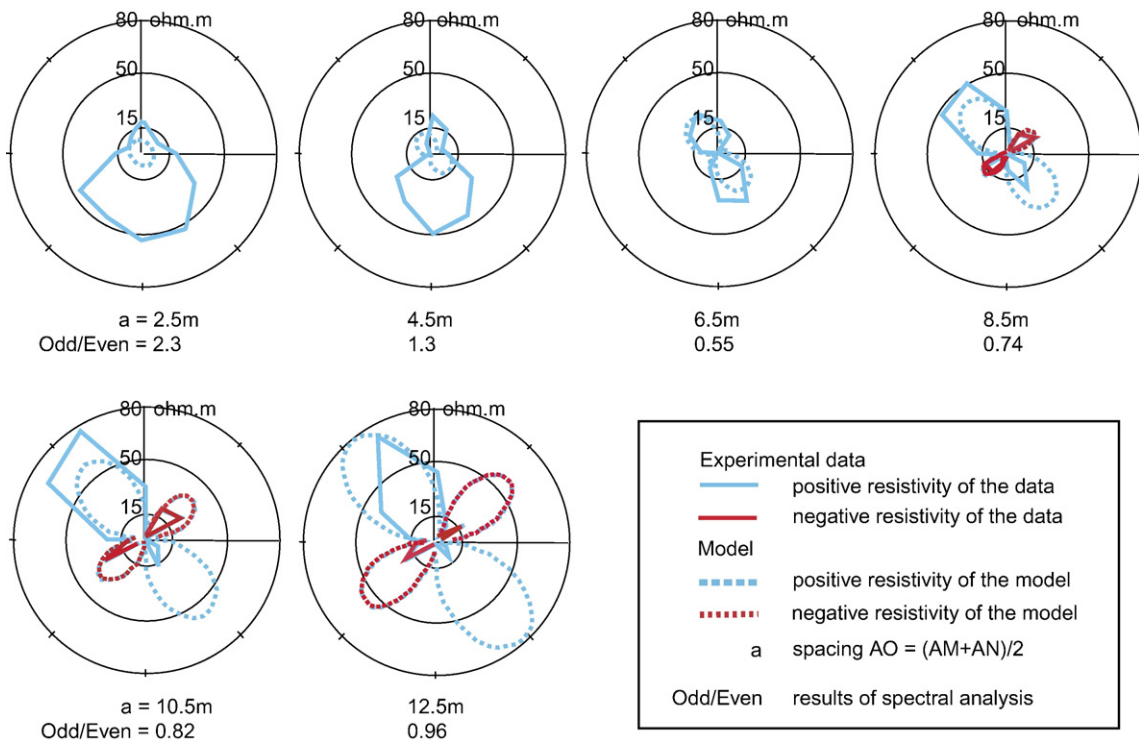 80 ohm.m
50
15
80 ohm.m
50
15
80 ohm.m
50
15
80 ohm.m
50
15
a = 2.5m
Odd/Even = 2.3
4.5m
1.3
6.5m
0.55
8.5m
0.74
80 ohm.m
50
15
80 ohm.m
50
15
a = 10.5m
Odd/Even = 0.82
12.5m
0.96
Experimental data
positive resistivity of the data
negative resistivity of the data
Model
positive resistivity of the model
negative resistivity of the model
a spacing AO = (AM+AN)/2
Odd/Even results of spectral analysis